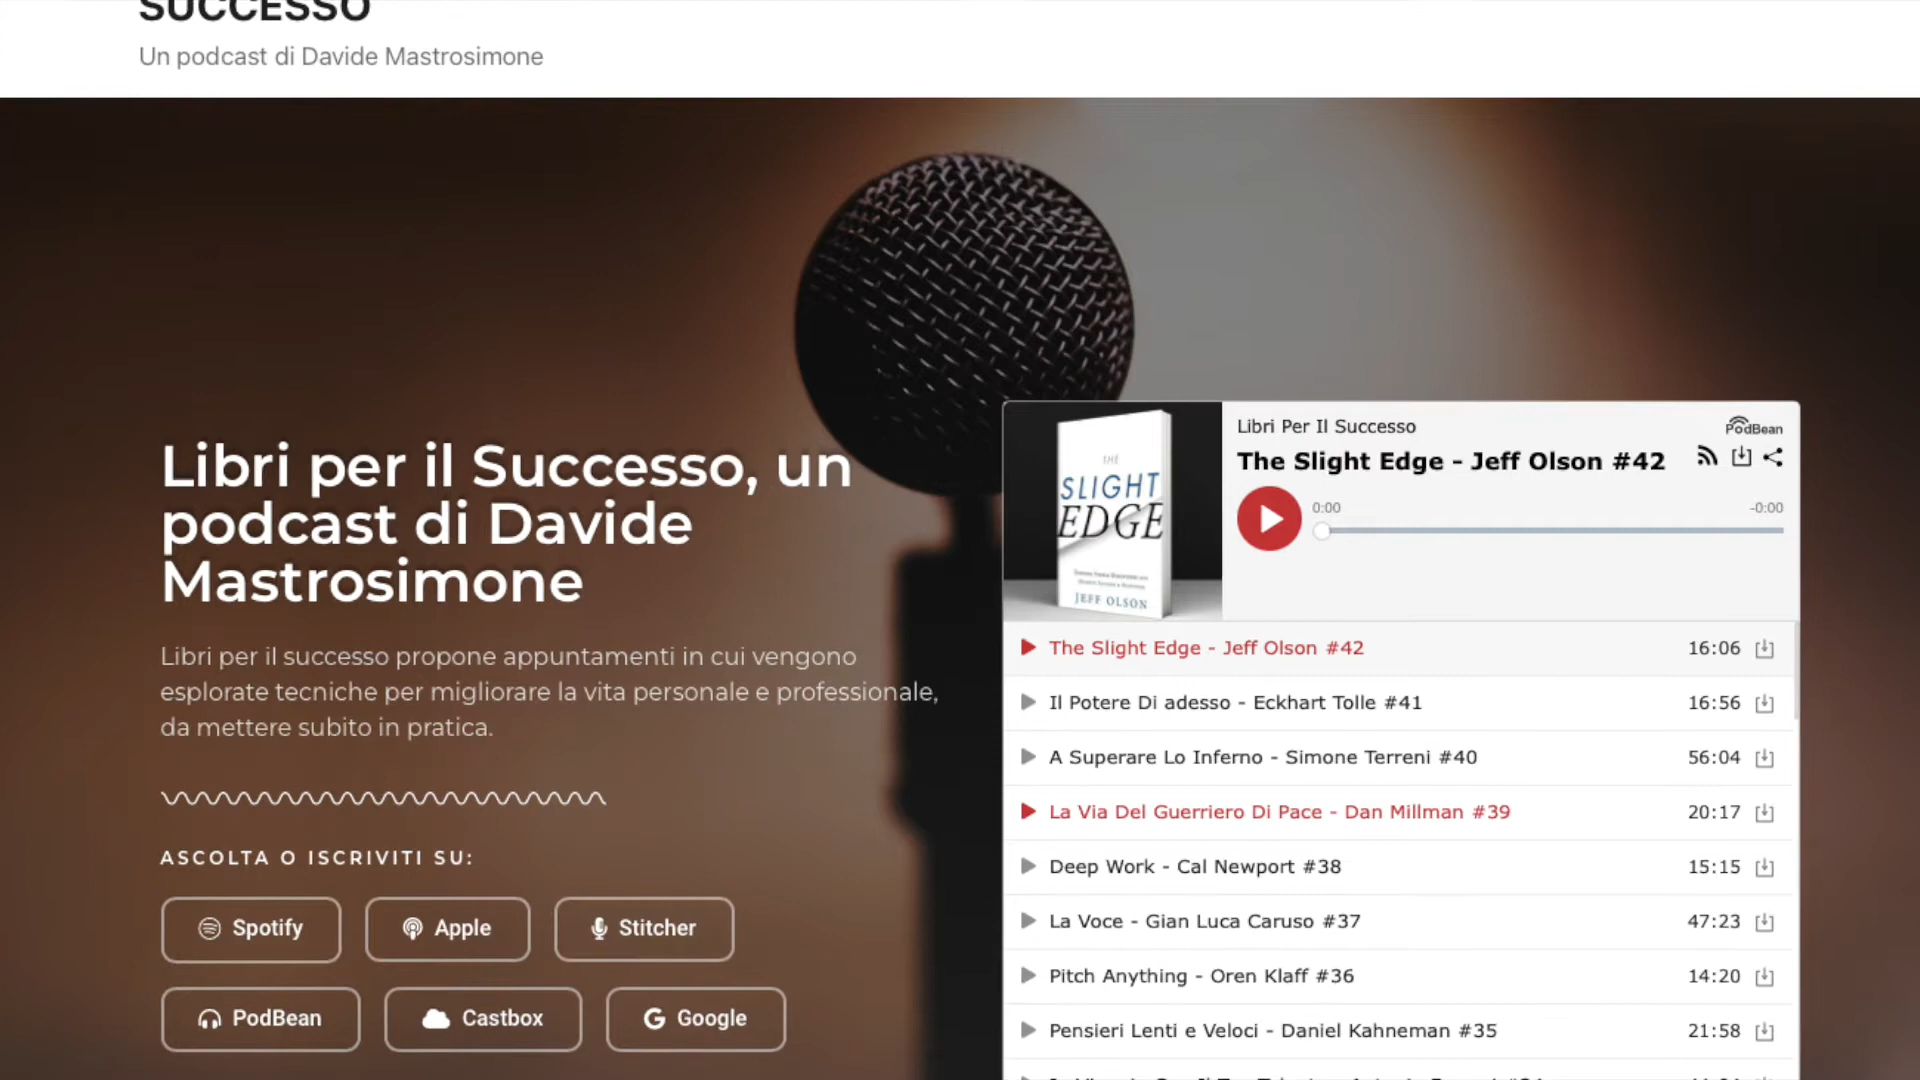 SUCCESSO
Un podcast di Davide Mastrosimone
Libri per il Successo, un
podcast di Davide
Mastrosimone
Libri per il successo propone appuntamenti in cui vengono
esplorate tecniche per migliorare la vita personale e professionale,
da mettere subito in pratica.
ASCOLTA O ISCRIVITI SU:
Spotify
Apple
Stitcher
PodBean
Castbox
Google
THE
SLIGHT
EDGE
JEFF OLSON
Libri Per Il Successo
PodBean
The Slight Edge - Jeff Olson #42
0:00
-0:00
The Slight Edge - Jeff Olson #42 16:06
Il Potere Di adesso - Eckhart Tolle #41 16:56
A Superare Lo Inferno - Simone Terreni #40 56:04
La Via Del Guerriero Di Pace - Dan Millman #39 20:17
Deep Work - Cal Newport #38 15:15
La Voce - Gian Luca Caruso #37 47:23
Pitch Anything - Oren Klaff #36 14:20
Pensieri Lenti e Veloci - Daniel Kahneman #35 21:58